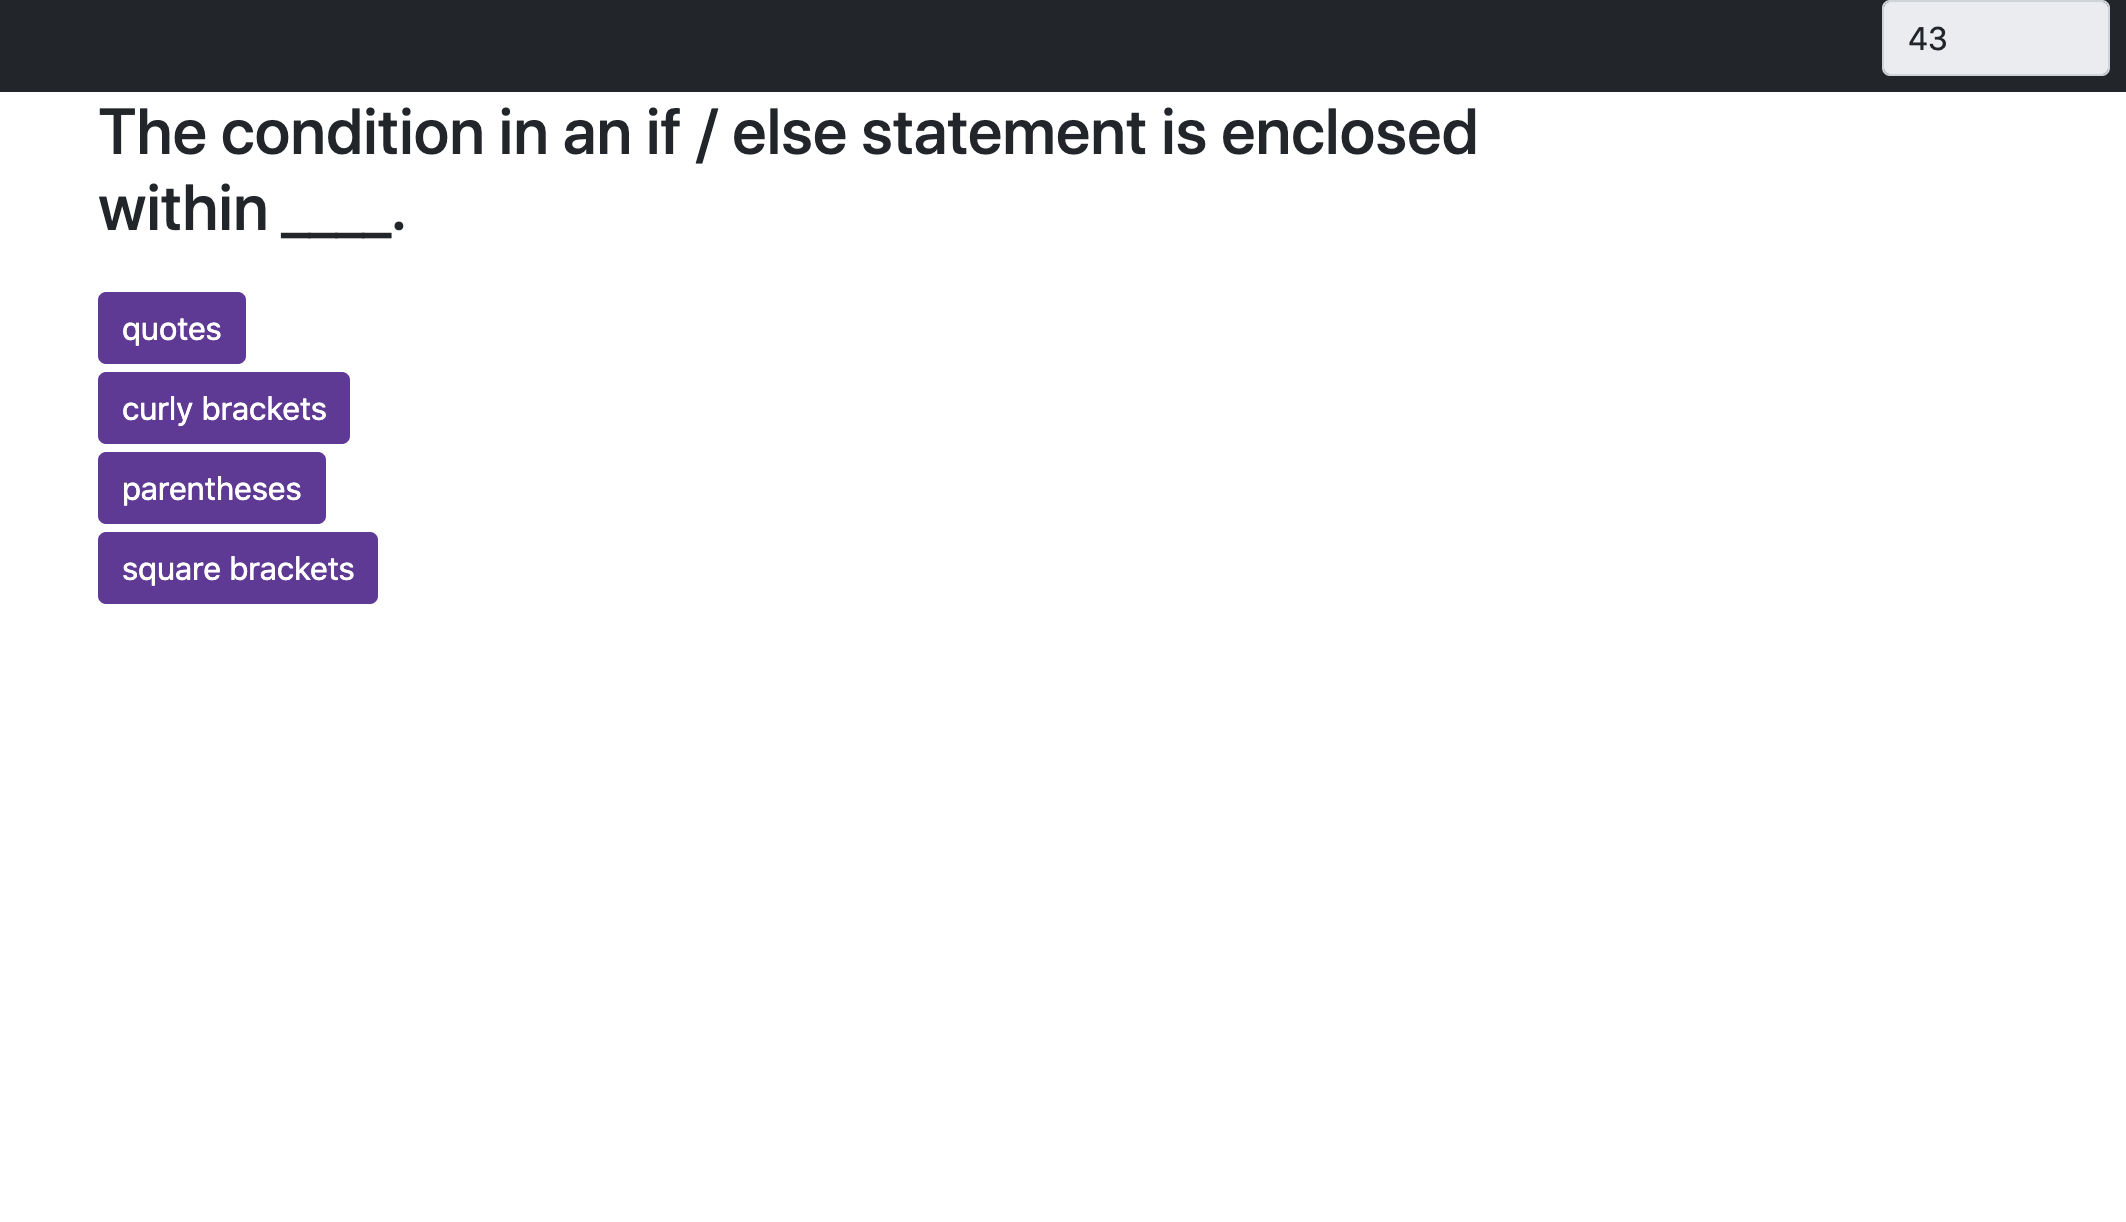 43
The condition in an if / else statement is enclosed
within ____.
quotes
curly brackets
parentheses
square brackets